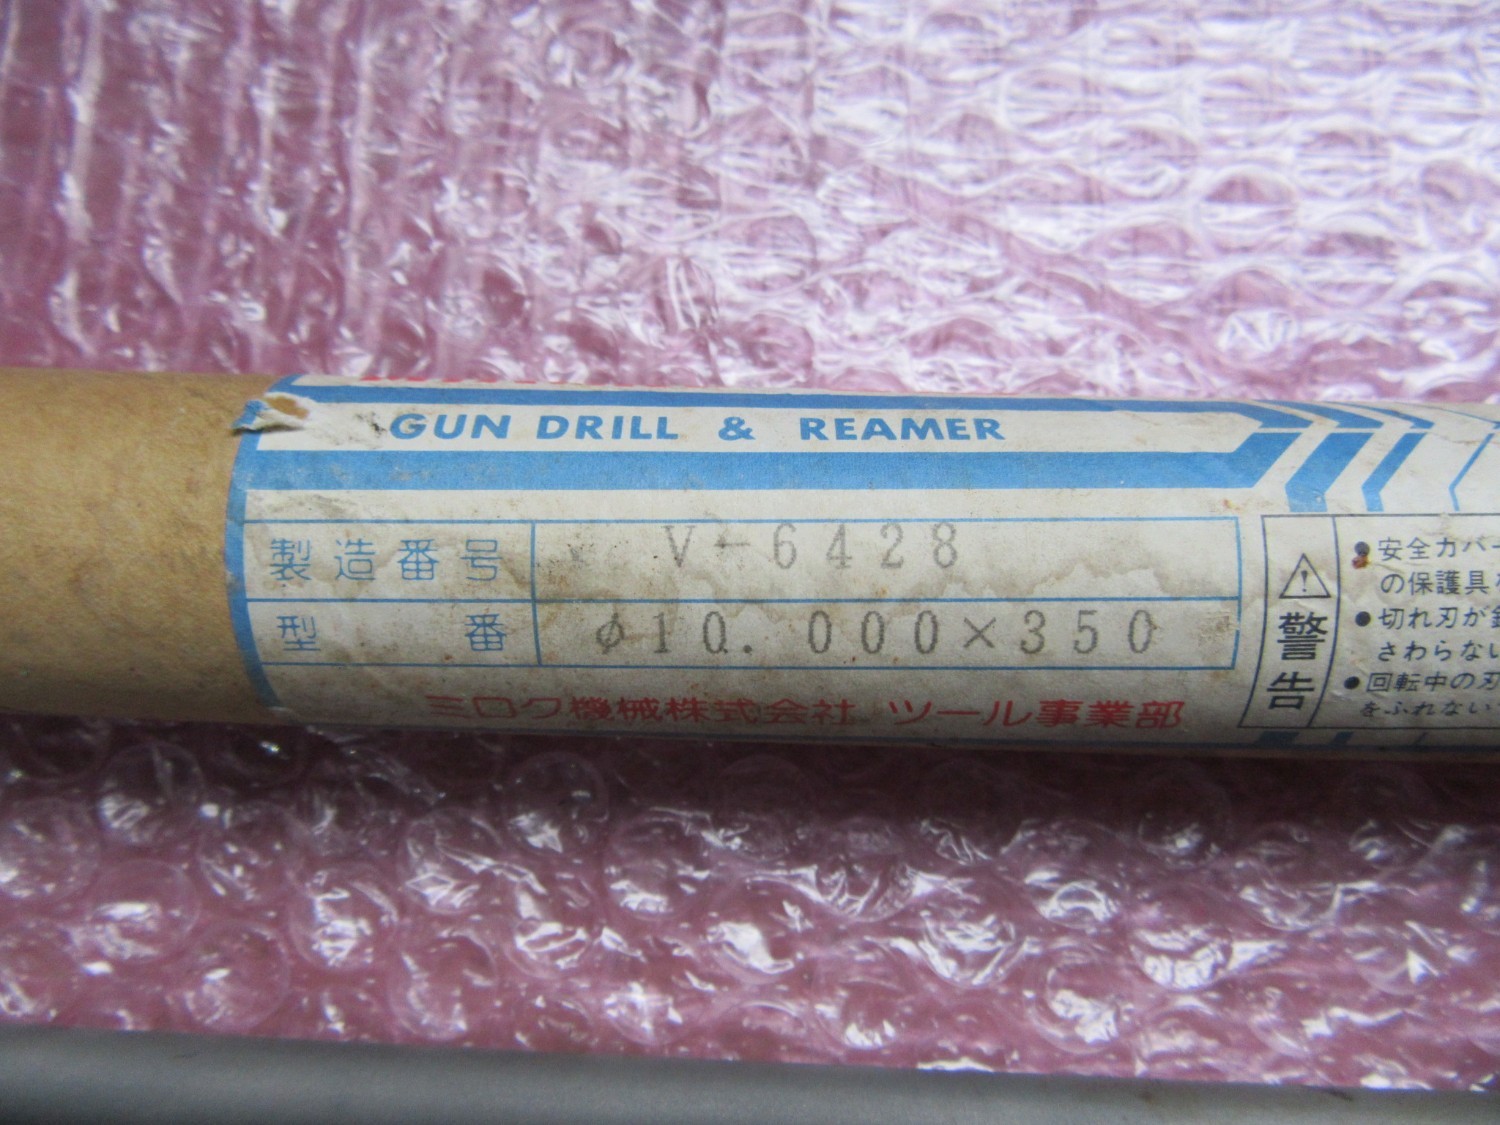 GUN DRILL & REAMER
製造番号 V-6428
型番 φ10.000×350
ミロク機械株式会社 ツール事業部
警告
●安全カバー
の保護具
●切れ刃が
さわらない
●回転中の刃
をふれない